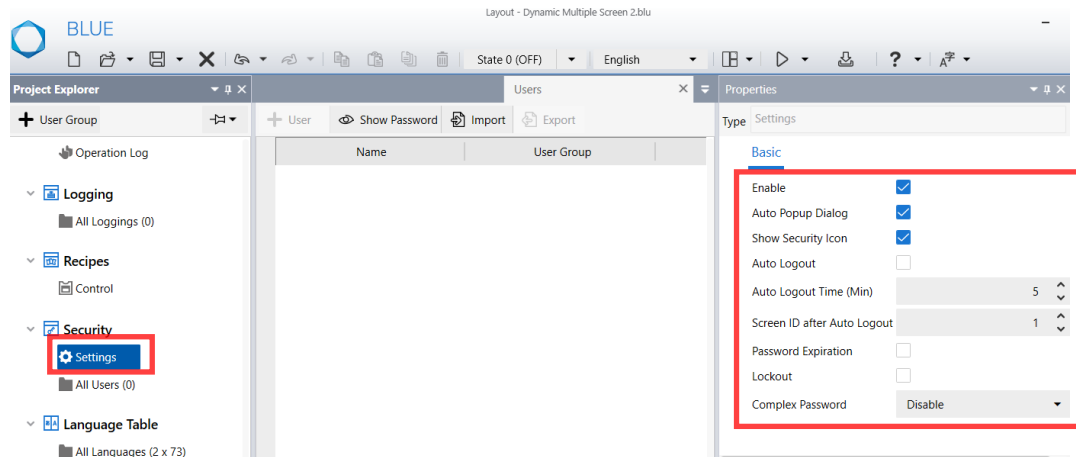 Layout - Dynamic Multiple Screen 2.blu
BLUE
State 0 (OFF)
English
Project Explorer
Users
Properties
User Group
User
Show Password
Import
Export
Type
Settings
Operation Log
Name
User Group
Basic
Logging
All Loggings (0)
Recipes
Control
Security
Settings
All Users (0)
Language Table
All Languages (2 x 73)
Enable
Auto Popup Dialog
Show Security Icon
Auto Logout
Auto Logout Time (Min)
5
Screen ID after Auto Logout
1
Password Expiration
Lockout
Complex Password
Disable